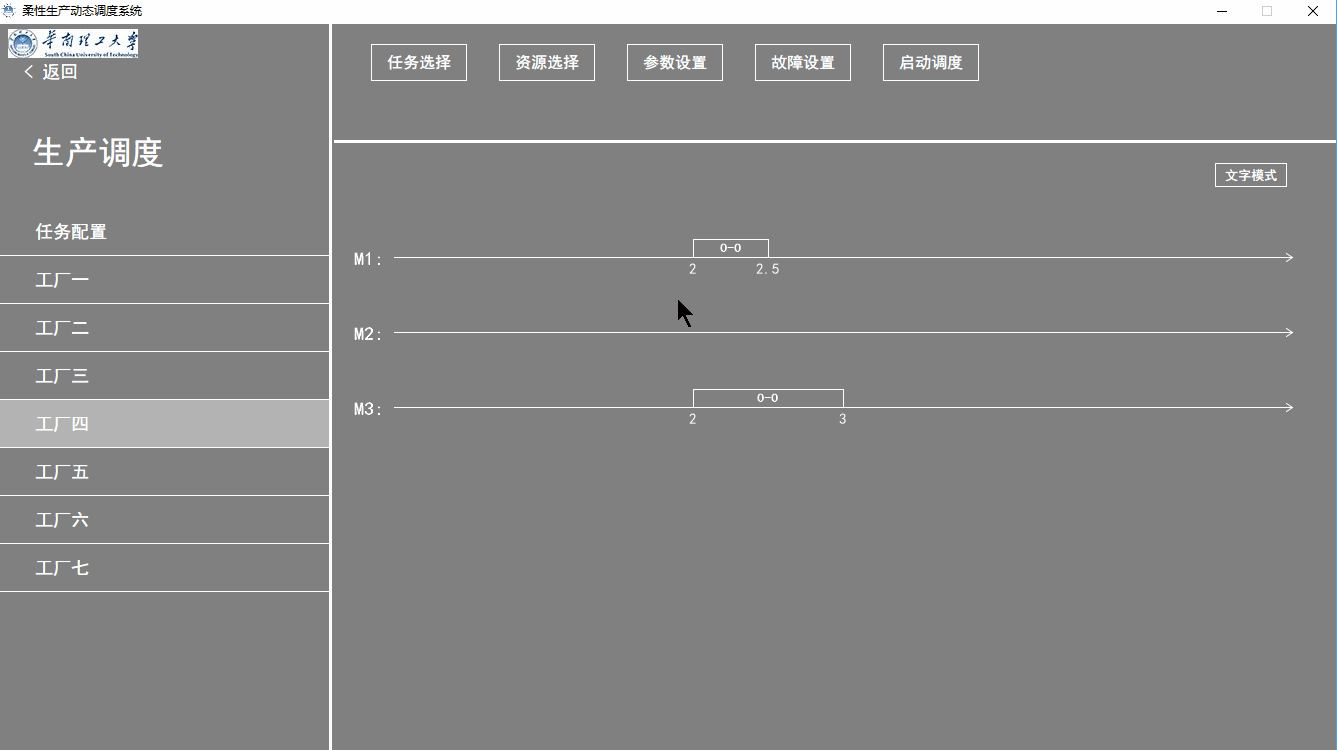 柔性生产动态调度系统
华南理工大学
South China University of Technology
返回
生产调度
任务配置
工厂一
工厂二
工厂三
工厂四
工厂五
工厂六
工厂七
任务选择 资源选择 参数设置 故障设置 启动调度
文字模式
0-0
M1:
2 2.5
M2:
0-0
M3:
2 3